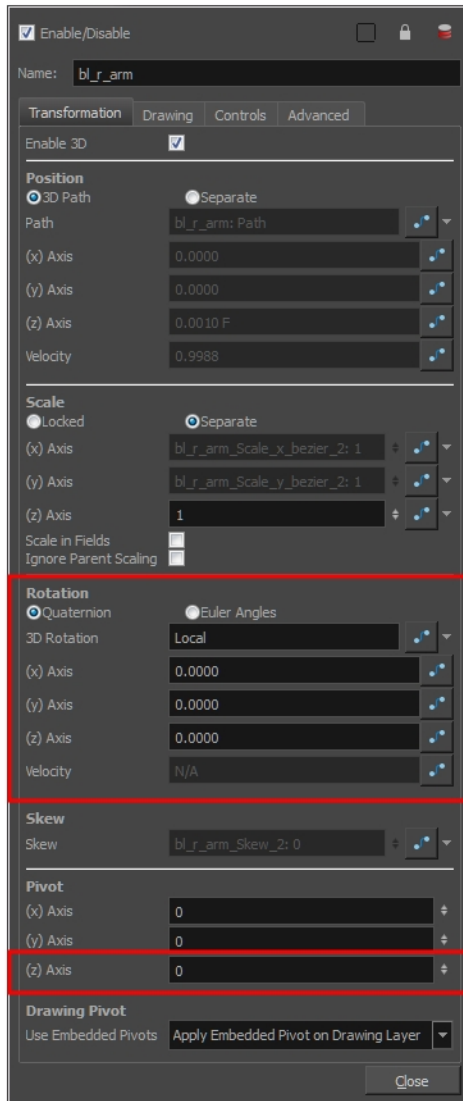 Enable/Disable
Name: bl_r_arm
Transformation Drawing Controls Advanced
Enable 3D
Position
3D Path Separate
Path bl_r_arm: Path
(x) Axis 0.0000
(y) Axis 0.0000
(z) Axis 0.0010 F
Velocity 0.9988
Scale
Locked Separate
(x) Axis bl_r_arm_Scale_x_bezier_2: 1
(y) Axis bl_r_arm_Scale_y_bezier_2: 1
(z) Axis 1
Scale in Fields
Ignore Parent Scaling
Rotation
Quaternion Euler Angles
3D Rotation Local
(x) Axis 0.0000
(y) Axis 0.0000
(z) Axis 0.0000
Velocity N/A
Skew
Skew bl_r_arm_Skew_2: 0
Pivot
(x) Axis 0
(y) Axis 0
(z) Axis 0
Drawing Pivot
Use Embedded Pivots Apply Embedded Pivot on Drawing Layer
Close